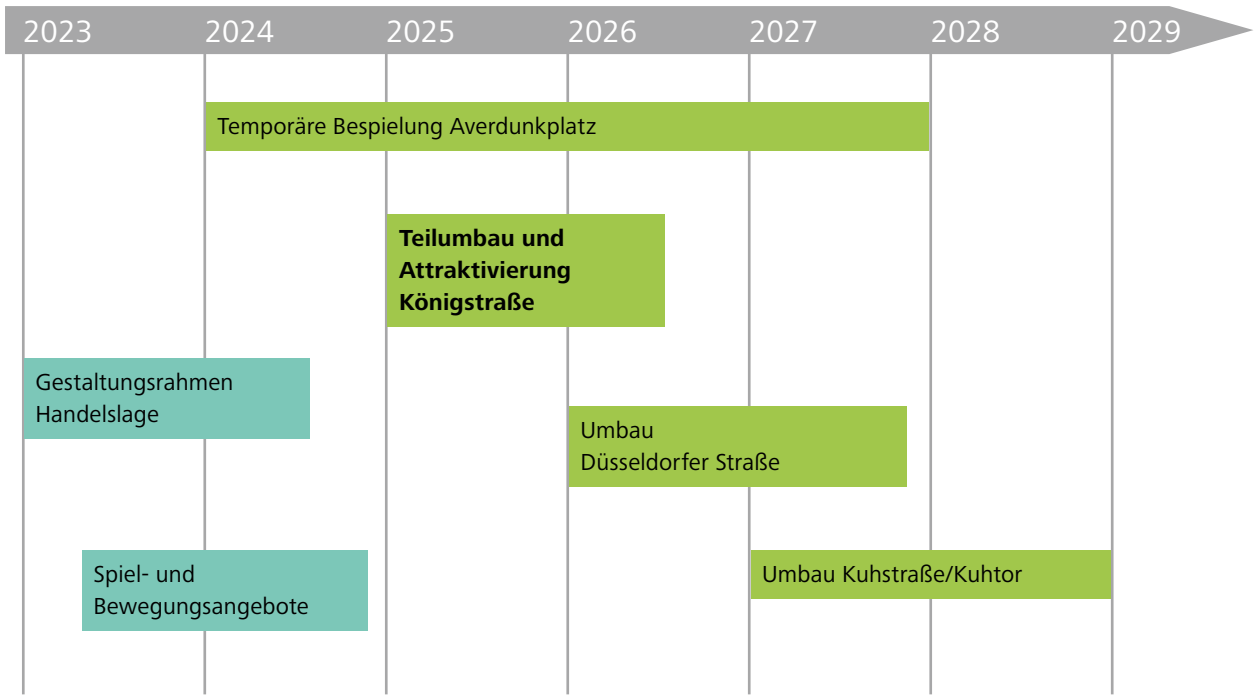 2023 2024 2025 2026 2027 2028 2029
Temporäre Bespielung Averdunkplatz
Teilumbau und
Attraktivierung
Königstraße
Gestaltungsrahmen
Handelslage
Umbau
Düsseldorfer Straße
Spiel- und
Bewegungsangebote
Umbau Kuhstraße/Kuhtor